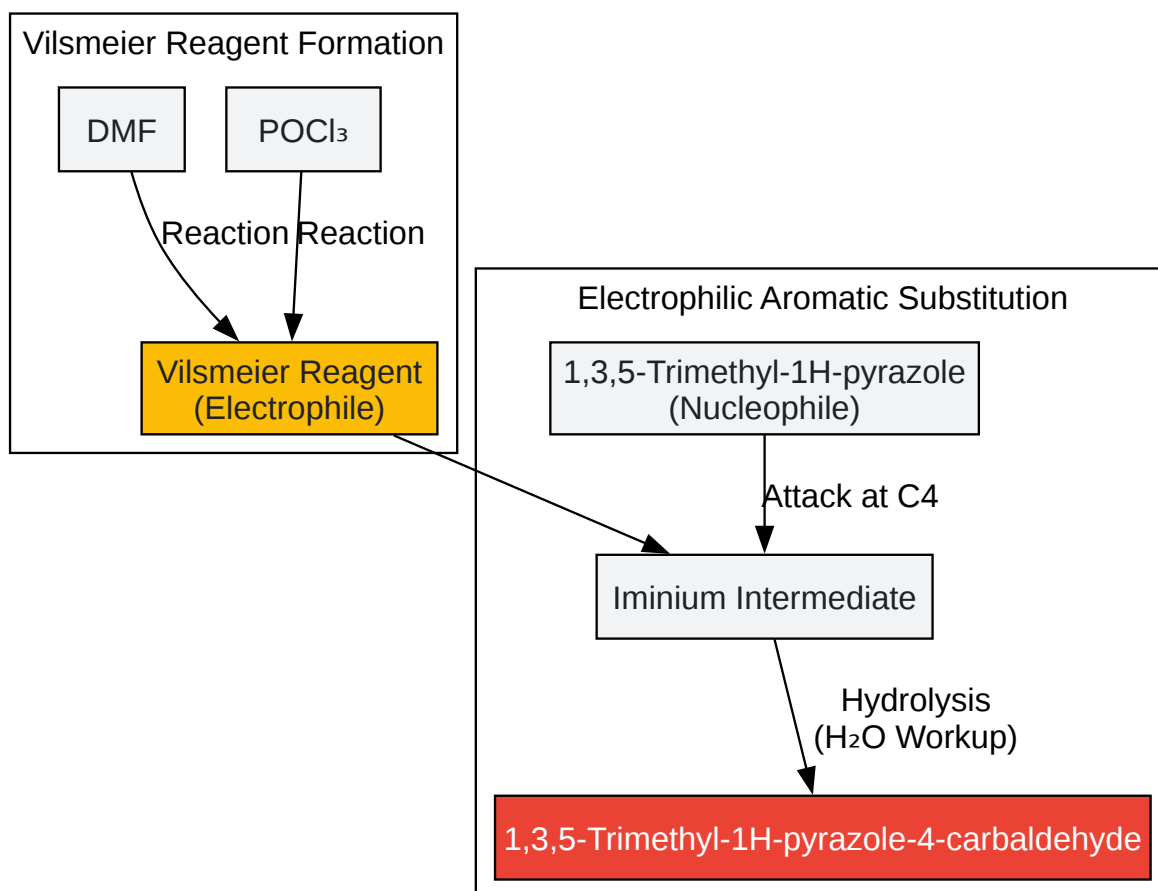 Vilsmeier Reagent Formation
DMF
POCl₃
Reaction
Reaction
Vilsmeier Reagent
(Electrophile)
Electrophilic Aromatic Substitution
1,3,5-Trimethyl-1H-pyrazole
(Nucleophile)
Attack at C4
Iminium Intermediate
Hydrolysis
(H₂O Workup)
1,3,5-Trimethyl-1H-pyrazole-4-carbaldehyde